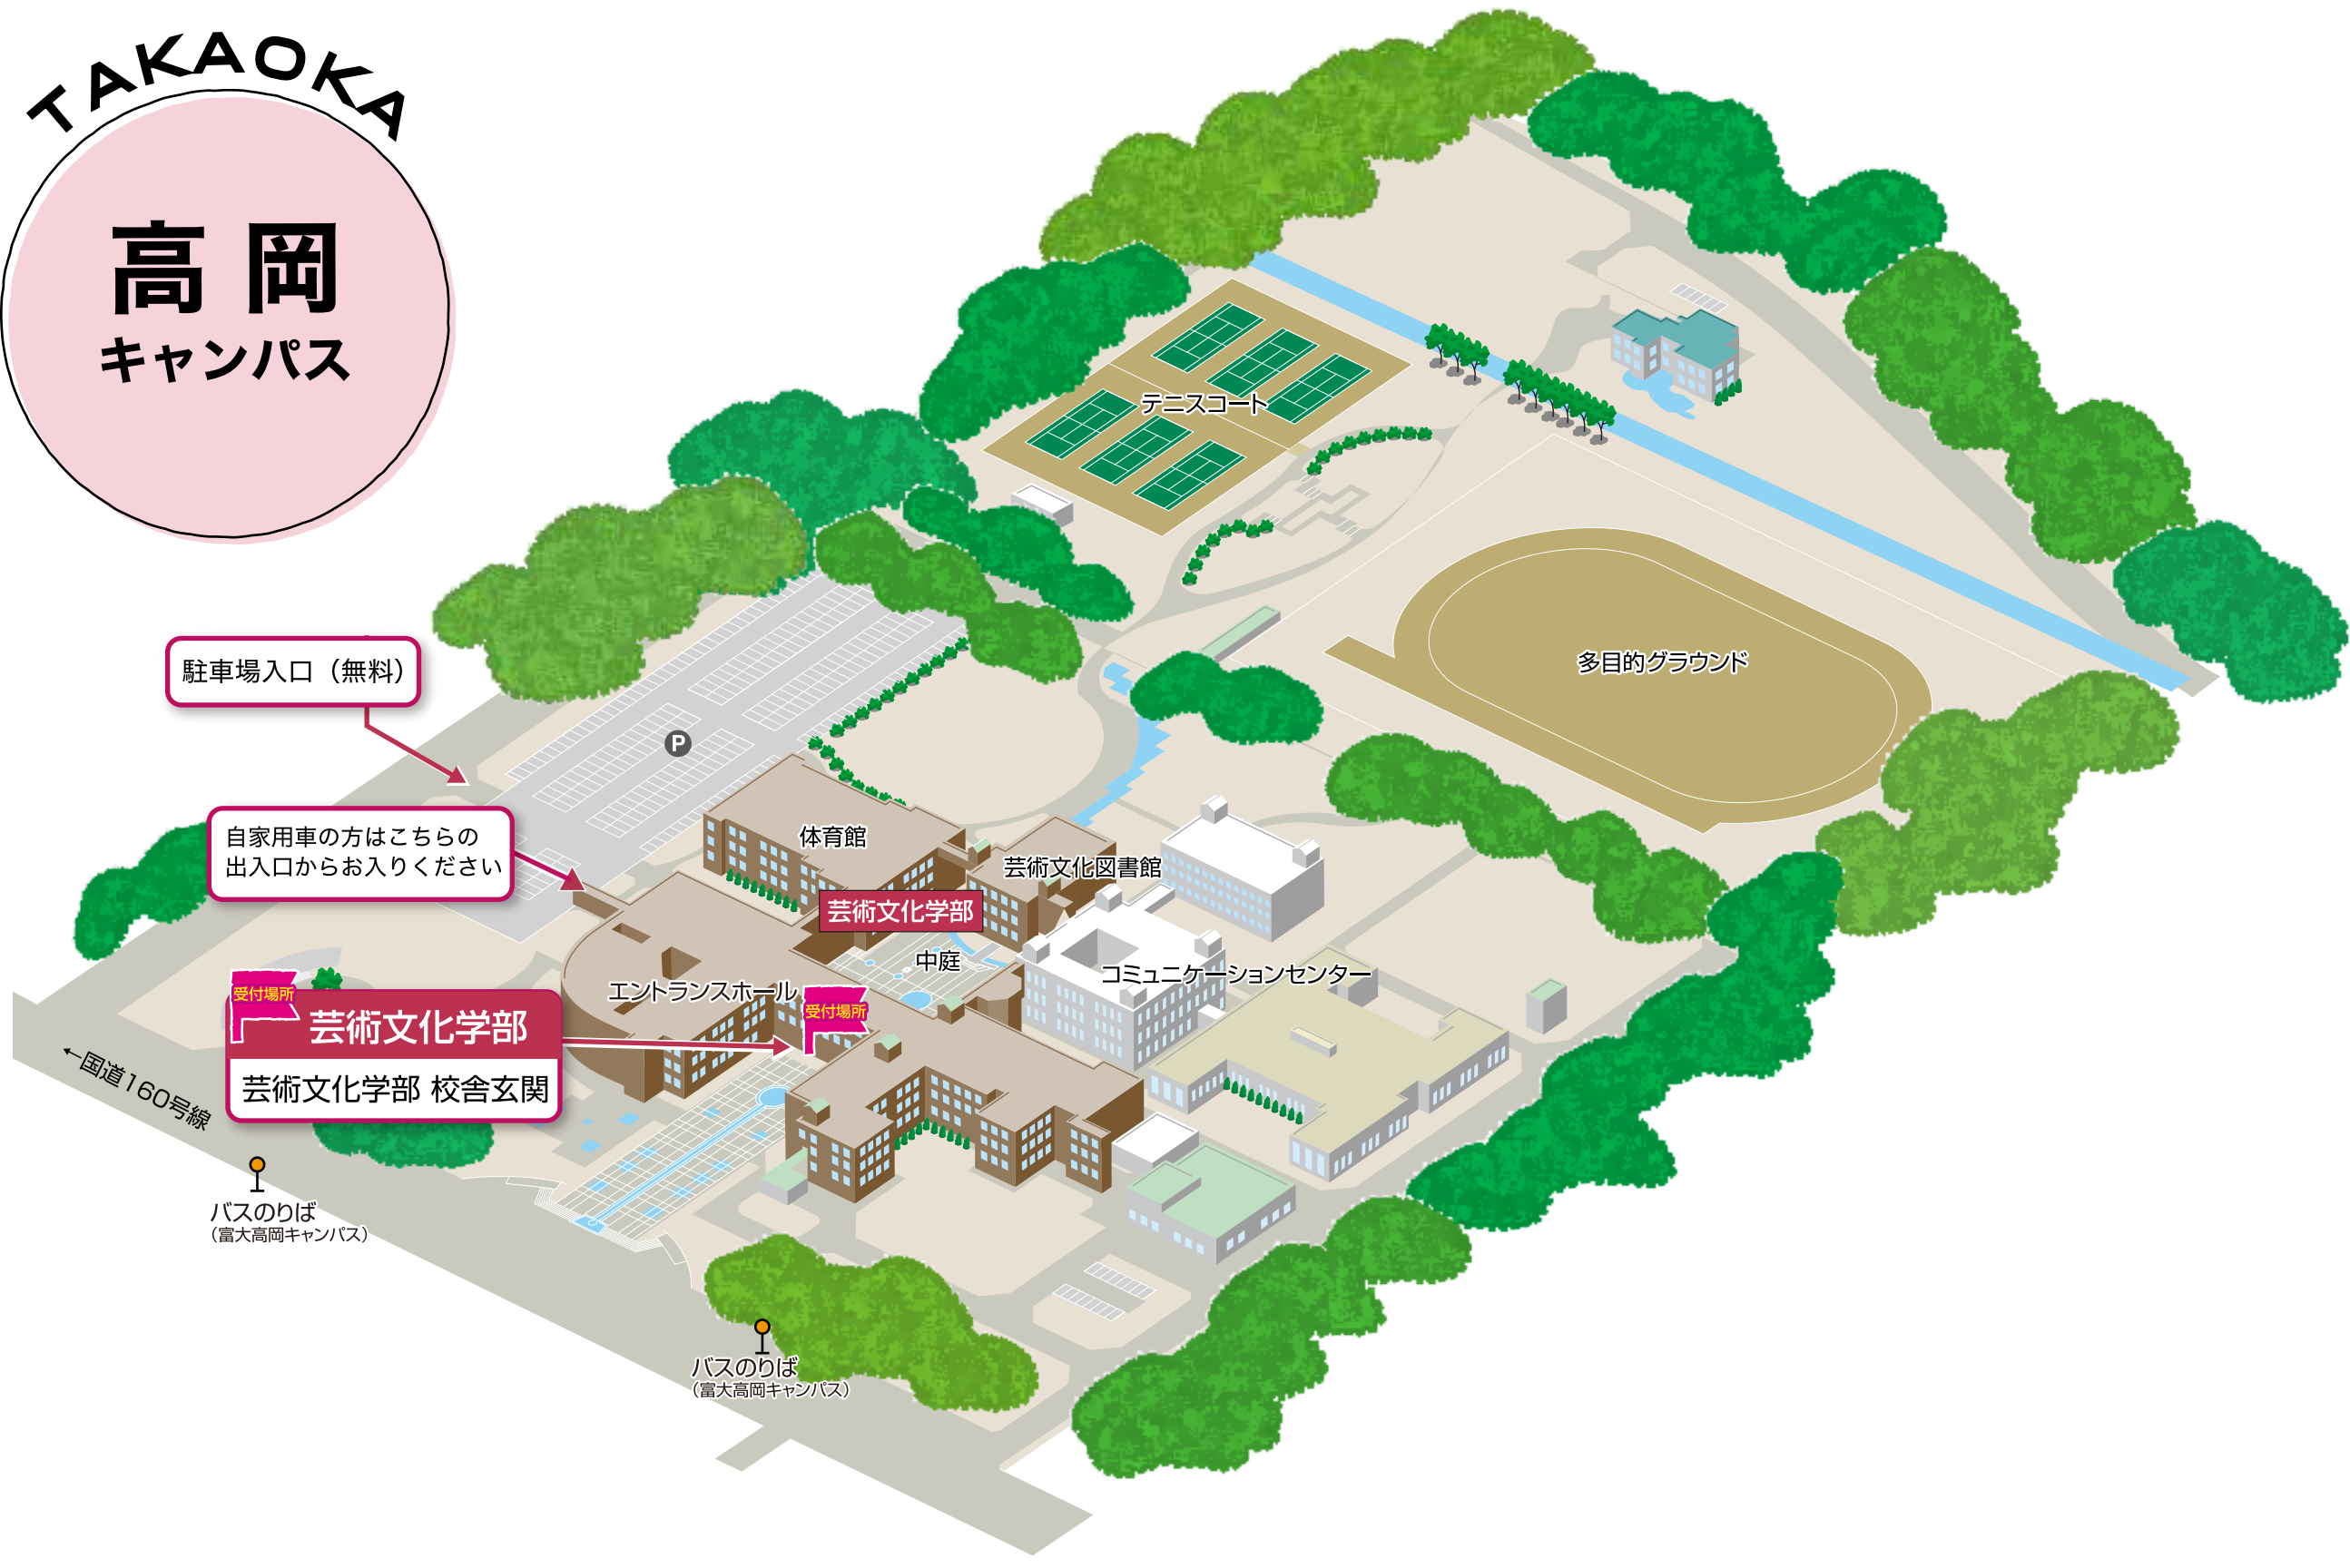 TAKAOKA
高岡
キャンパス
テニスコート
多目的グラウンド
駐車場入口（無料）
P
自家用車の方はこちらの
出入口からお入りください
体育館
芸術文化図書館
芸術文化学部
中庭
コミュニケーションセンター
エントランスホール
受付場所
受付場所
芸術文化学部
芸術文化学部 校舎玄関
←国道160号線
バスのりば
（富大高岡キャンパス）
バスのりば
（富大高岡キャンパス）